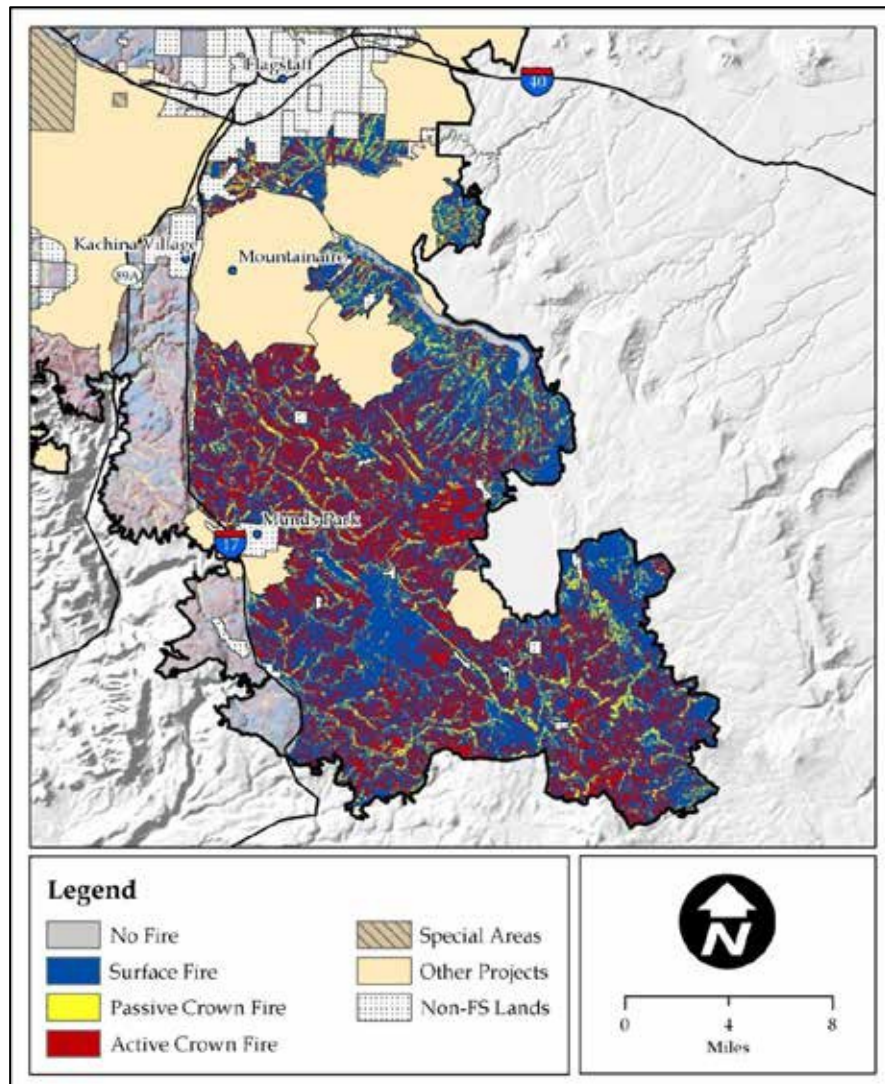 Flagstaff
40
Kachina Village
Mountainaire
89A
Munds Park
17
Legend
No Fire
Surface Fire
Passive Crown Fire
Active Crown Fire
Special Areas
Other Projects
Non-FS Lands
N
0 4 8
Miles